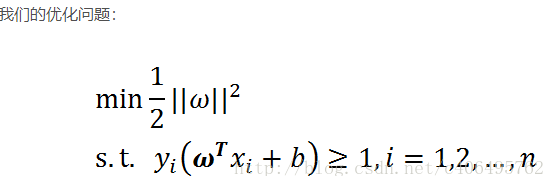 我们的优化问题：
min 1/2 ||ω||²
s.t. yᵢ(ωᵀxᵢ + b) ≥ 1, i = 1,2, ..., n